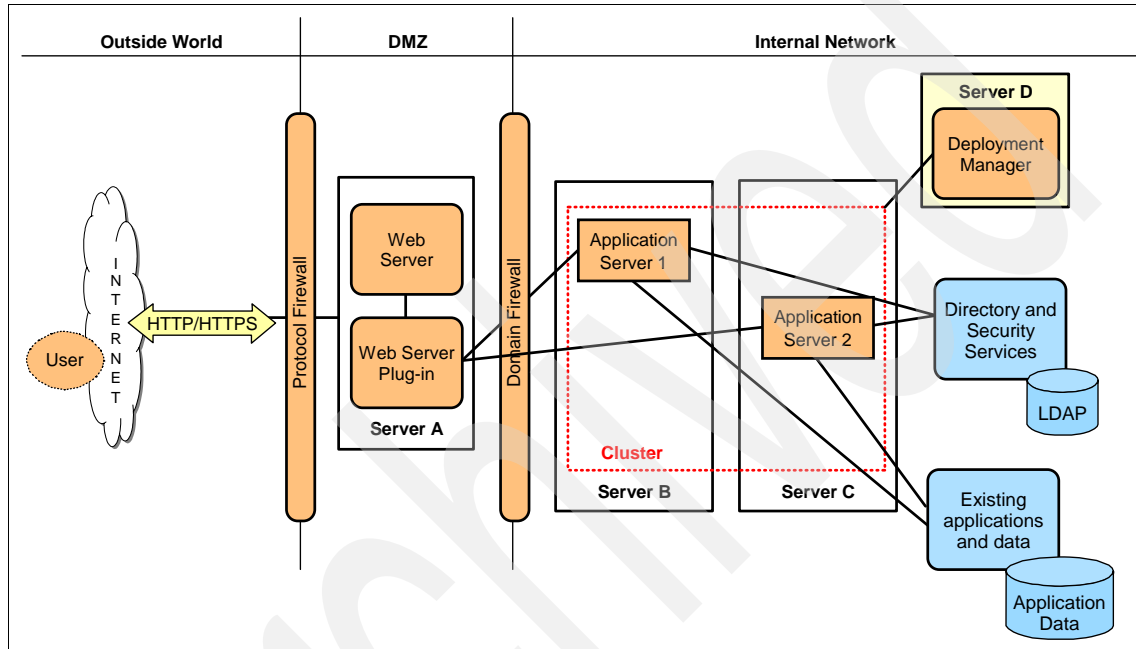 Outside World
DMZ
Internal Network
Server D
Deployment
Manager
Protocol Firewall
Domain Firewall
Web
Server
Application
Server 1
INTERNET
HTTP/HTTPS
User
Web Server
Plug-in
Server A
Application
Server 2
Directory and
Security
Services
LDAP
Cluster
Server B
Server C
Existing
applications
and data
Application
Data